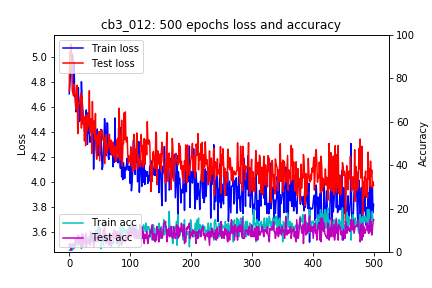 cb3_012: 500 epochs loss and accuracy
Train loss
Test loss
Train acc
Test acc
Loss
5.0
4.8
4.6
4.4
4.2
4.0
3.8
3.6
Accuracy
100
80
60
40
20
0
0 100 200 300 400 500